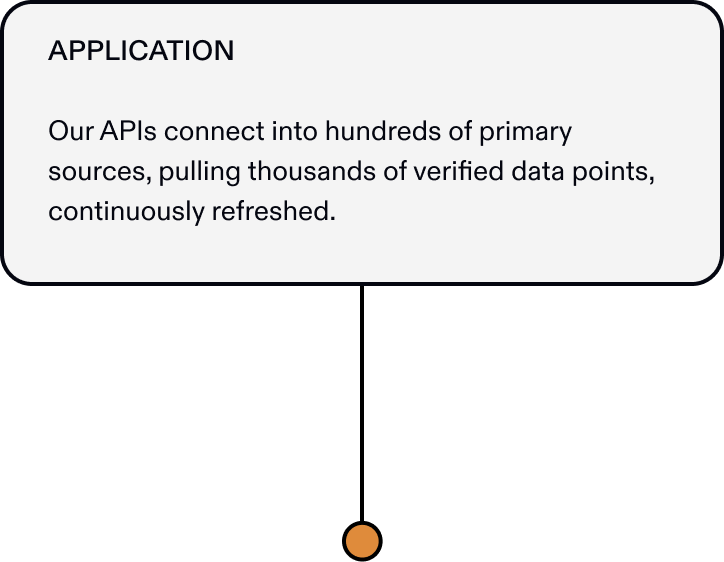 APPLICATION
Our APIs connect into hundreds of primary
sources, pulling thousands of verified data points,
continuously refreshed.